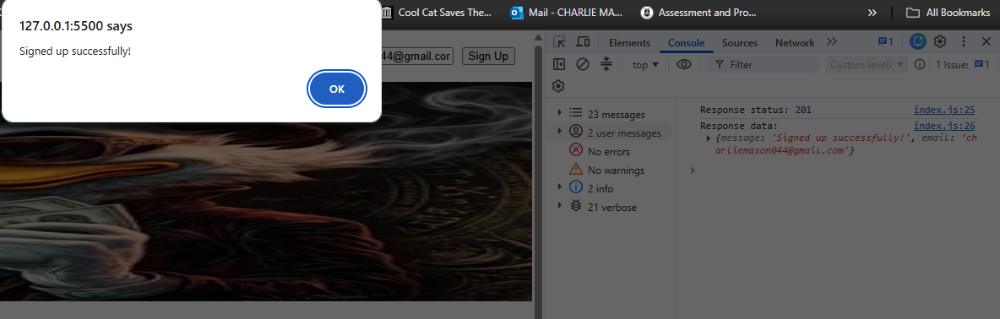 Cool Cat Saves The...
Mail - CHARLIE MA...
Assessment and Pro...
All Bookmarks
127.0.0.1:5500 says
Signed up successfully!
OK
44@gmail.cor
Sign Up
Elements
Console
Sources
Network
1
top
Filter
Custom levels
1 Issue:
1
23 messages
2 user messages
No errors
No warnings
2 info
21 verbose
Response status: 201
index.js:25
Response data:
index.js:26
{message: 'Signed up successfully!', email: 'ch
arliemason044@gmail.com'}